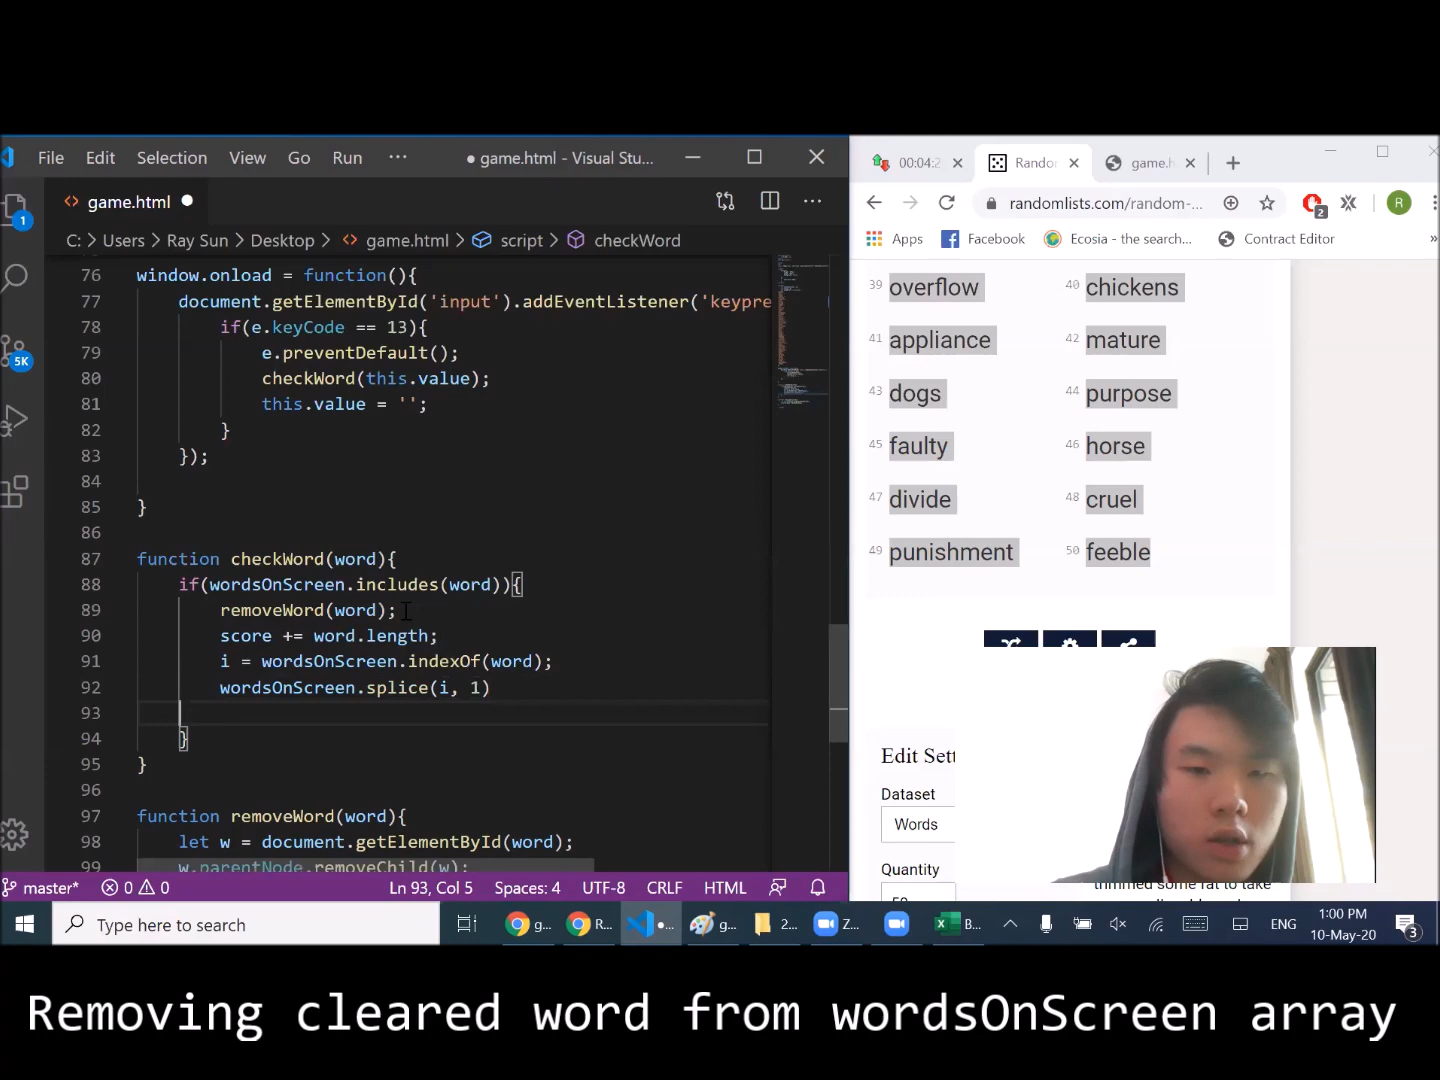 File Edit Selection View Go Run ··· ● game.html - Visual Stu...
game.html
C: > Users > Ray Sun > Desktop > game.html > script > checkWord
76 window.onload = function(){
77 document.getElementById('input').addEventListener('keypre
78 if(e.keyCode == 13){
79 e.preventDefault();
80 checkWord(this.value);
81 this.value = '';
82 }
83 });
84
85 }
86
87 function checkWord(word){
88 if(wordsOnScreen.includes(word)){
89 removeWord(word);
90 score += word.length;
91 i = wordsOnScreen.indexOf(word);
92 wordsOnScreen.splice(i, 1)
93
94 }
95 }
96
97 function removeWord(word){
98 let w = document.getElementById(word);
99 w.parentNode.removeChild(w);
1
5K
master* 0 0 Ln 93, Col 5 Spaces: 4 UTF-8 CRLF HTML
00:04:2 Rando game.h
randomlists.com/random-...
2
R
Apps Facebook Ecosia - the search... Contract Editor »
39 overflow 40 chickens
41 appliance 42 mature
43 dogs 44 purpose
45 faulty 46 horse
47 divide 48 cruel
49 punishment 50 feeble
Edit Sett
Dataset
Words
Quantity
Type here to search g... R... g... 2... Z... B... ENG
1:00 PM
10-May-20
3
Removing cleared word from wordsOnScreen array